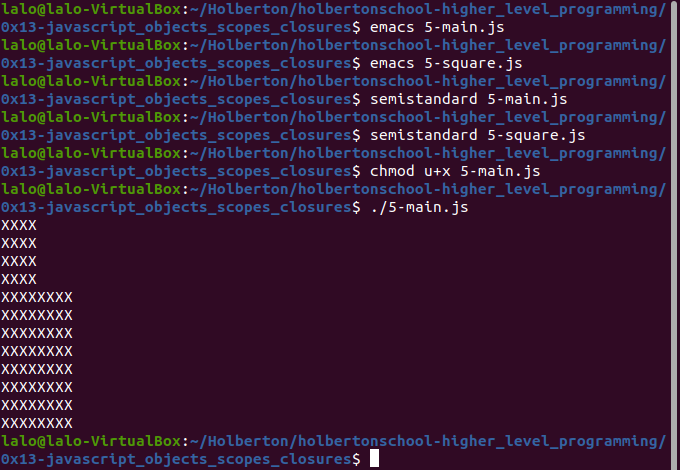 lalo@lalo-VirtualBox:~/Holberton/holbertonschool-higher_level_programming/
0x13-javascript_objects_scopes_closures$ emacs 5-main.js
lalo@lalo-VirtualBox:~/Holberton/holbertonschool-higher_level_programming/
0x13-javascript_objects_scopes_closures$ emacs 5-square.js
lalo@lalo-VirtualBox:~/Holberton/holbertonschool-higher_level_programming/
0x13-javascript_objects_scopes_closures$ semistandard 5-main.js
lalo@lalo-VirtualBox:~/Holberton/holbertonschool-higher_level_programming/
0x13-javascript_objects_scopes_closures$ semistandard 5-square.js
lalo@lalo-VirtualBox:~/Holberton/holbertonschool-higher_level_programming/
0x13-javascript_objects_scopes_closures$ chmod u+x 5-main.js
lalo@lalo-VirtualBox:~/Holberton/holbertonschool-higher_level_programming/
0x13-javascript_objects_scopes_closures$ ./5-main.js
XXXX
XXXX
XXXX
XXXX
XXXXXXXX
XXXXXXXX
XXXXXXXX
XXXXXXXX
XXXXXXXX
XXXXXXXX
XXXXXXXX
XXXXXXXX
lalo@lalo-VirtualBox:~/Holberton/holbertonschool-higher_level_programming/
0x13-javascript_objects_scopes_closures$